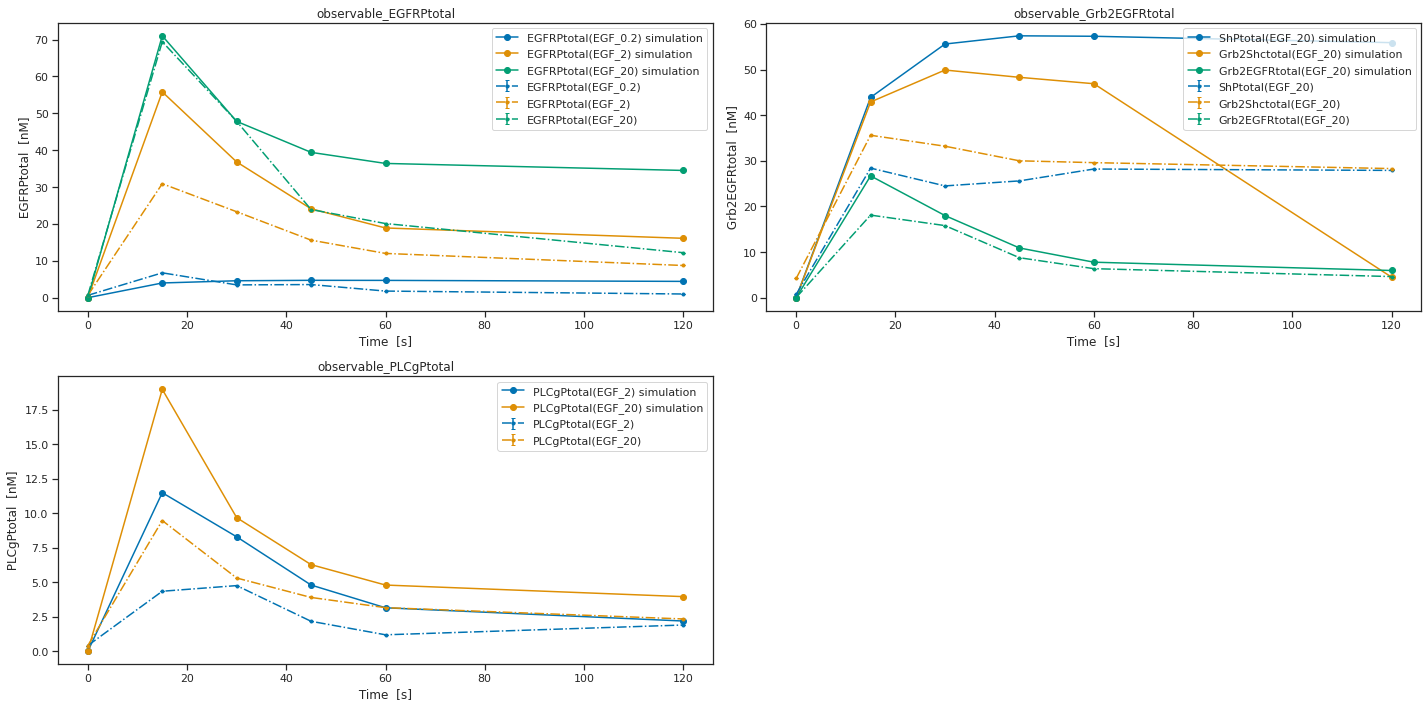 observable_EGFRPtotal
EGFRPtotal [nM]
70
60
50
40
30
20
10
0
EGFRPtotal(EGF_0.2) simulation
EGFRPtotal(EGF_2) simulation
EGFRPtotal(EGF_20) simulation
EGFRPtotal(EGF_0.2)
EGFRPtotal(EGF_2)
EGFRPtotal(EGF_20)
0 20 40 60 80 100 120
Time [s]
observable_Grb2EGFRtotal
Grb2EGFRtotal [nM]
60
50
40
30
20
10
0
ShPtotal(EGF_20) simulation
Grb2Shctotal(EGF_20) simulation
Grb2EGFRtotal(EGF_20) simulation
ShPtotal(EGF_20)
Grb2Shctotal(EGF_20)
Grb2EGFRtotal(EGF_20)
0 20 40 60 80 100 120
Time [s]
observable_PLCgPtotal
PLCgPtotal [nM]
17.5
15.0
12.5
10.0
7.5
5.0
2.5
0.0
PLCgPtotal(EGF_2) simulation
PLCgPtotal(EGF_20) simulation
PLCgPtotal(EGF_2)
PLCgPtotal(EGF_20)
0 20 40 60 80 100 120
Time [s]